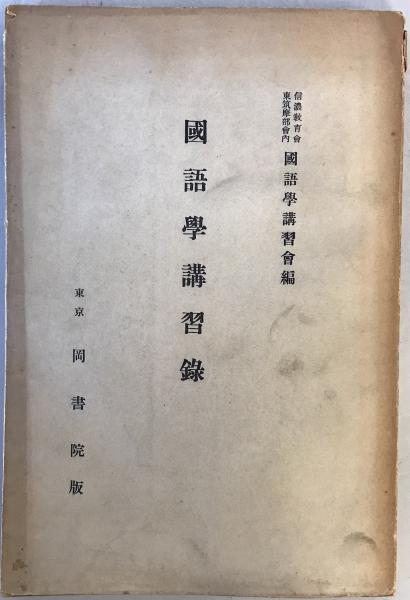 信濃敎育會
東筑摩部會內
國語學講習會編
國語學講習錄
東京 岡書院版